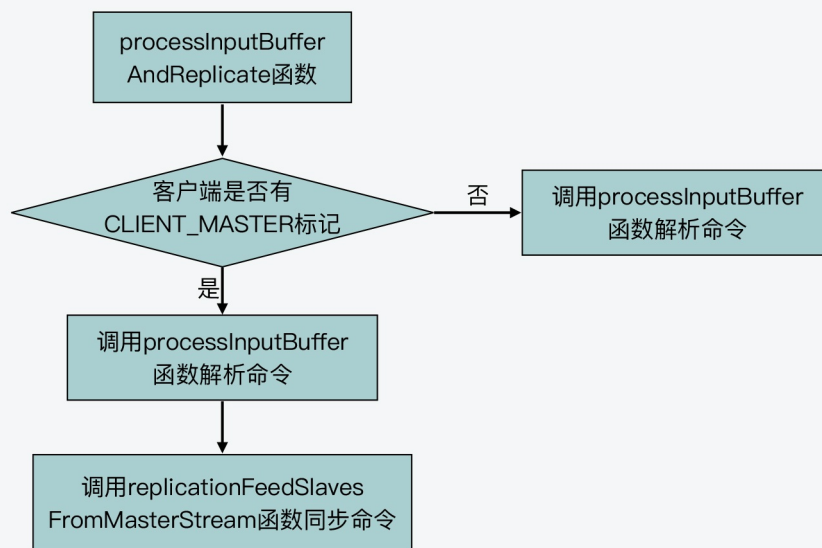 processInputBuffer
AndReplicate函数
客户端是否有
CLIENT_MASTER标记
否
调用processInputBuffer
函数解析命令
是
调用processInputBuffer
函数解析命令
调用replicationFeedSlaves
FromMasterStream函数同步命令